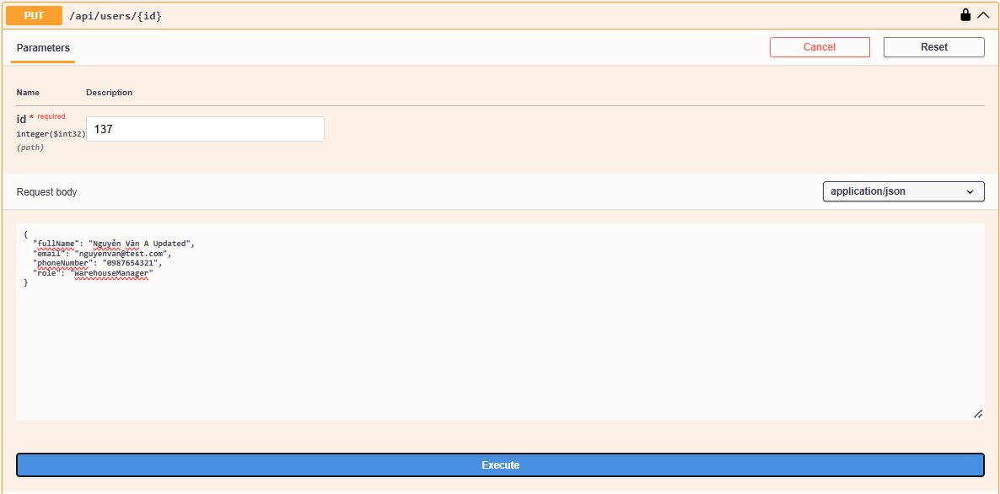 PUT /api/users/{id}
Parameters Cancel Reset
Name Description
id * required
integer($int32) 137
(path)
Request body application/json
{
  "fullName": "Nguyễn Văn A Updated",
  "email": "nguyenvan@test.com",
  "phoneNumber": "0987654321",
  "role": "WarehouseManager"
}
Execute